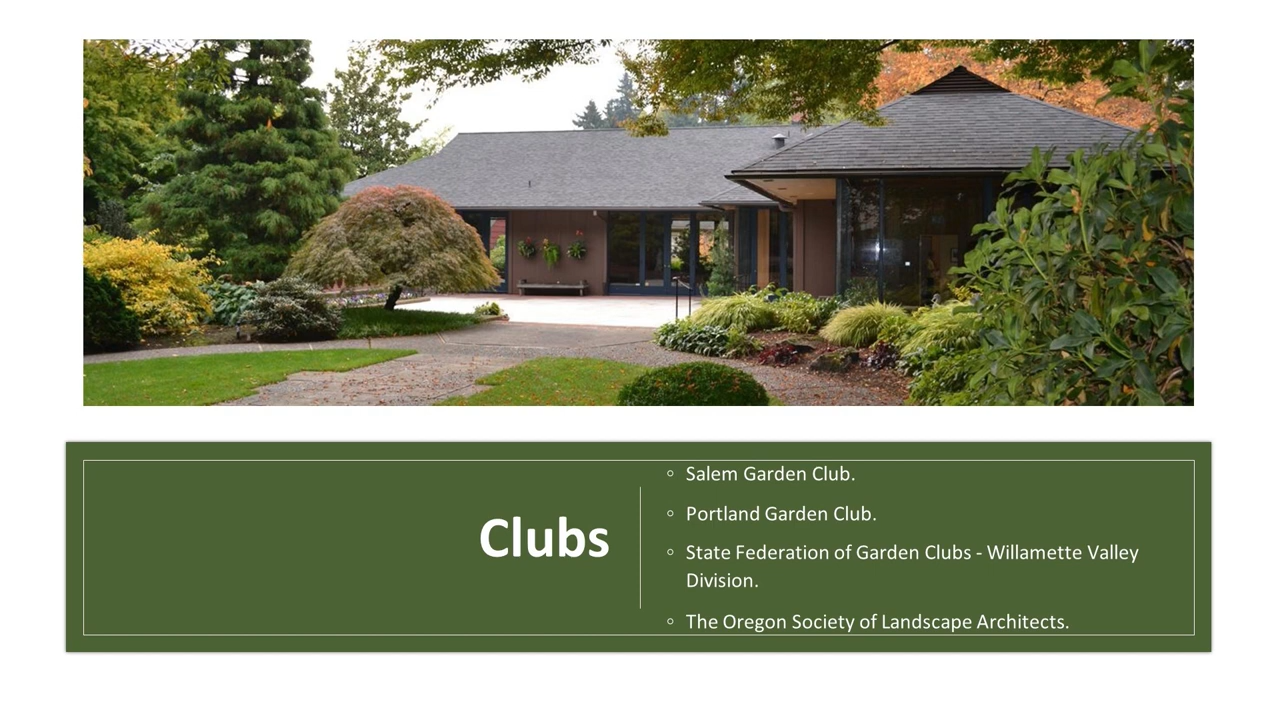 Clubs
◦ Salem Garden Club.
◦ Portland Garden Club.
◦ State Federation of Garden Clubs - Willamette Valley
Division.
◦ The Oregon Society of Landscape Architects.